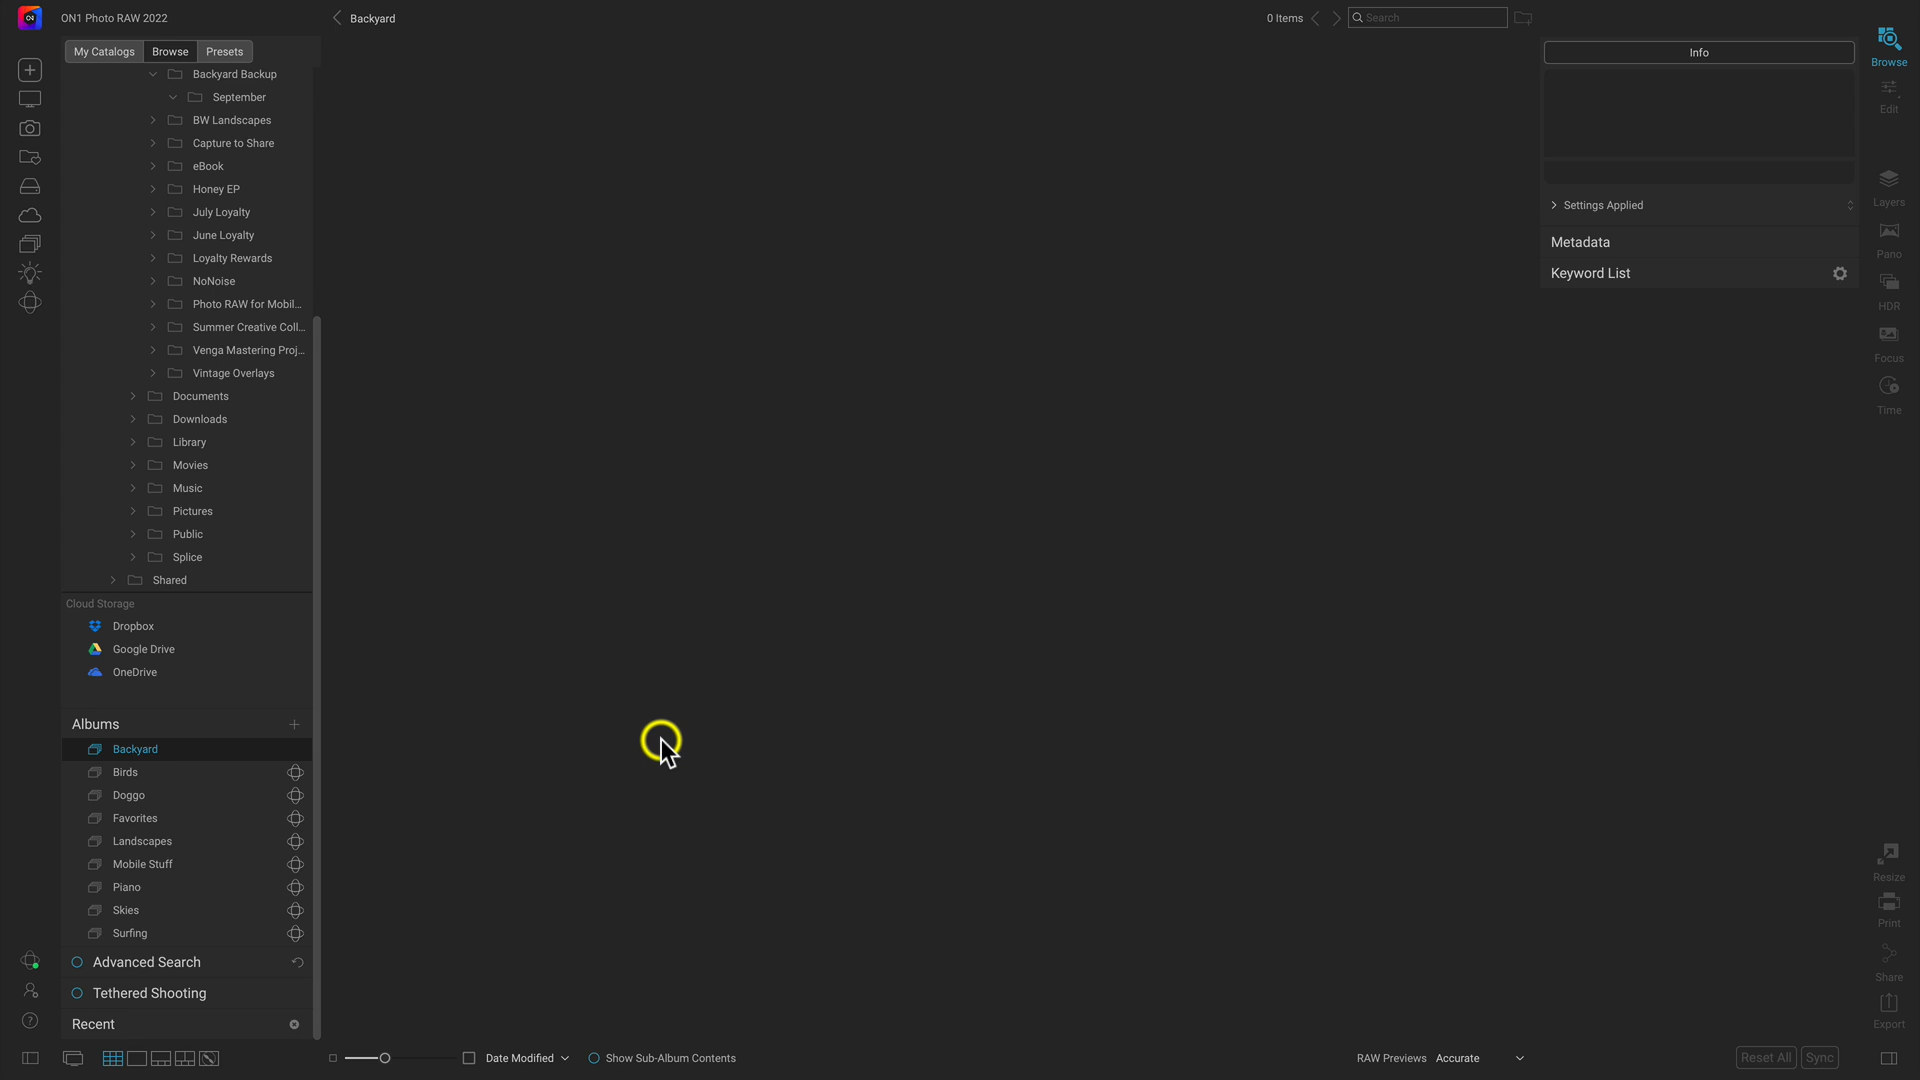 ON1 Photo RAW 2022
Backyard
0 Items
Search
My Catalogs
Browse
Presets
Backyard Backup
September
BW Landscapes
Capture to Share
eBook
Honey EP
July Loyalty
June Loyalty
Loyalty Rewards
NoNoise
Photo RAW for Mobil...
Summer Creative Coll...
Venga Mastering Proj...
Vintage Overlays
Documents
Downloads
Library
Movies
Music
Pictures
Public
Splice
Shared
Cloud Storage
Dropbox
Google Drive
OneDrive
Albums
Backyard
Birds
Doggo
Favorites
Landscapes
Mobile Stuff
Piano
Skies
Surfing
Advanced Search
Tethered Shooting
Recent
Date Modified
Show Sub-Album Contents
RAW Previews Accurate
Reset All
Sync
Info
Settings Applied
Metadata
Keyword List
Browse
Edit
Layers
Pano
HDR
Focus
Time
Resize
Print
Share
Export